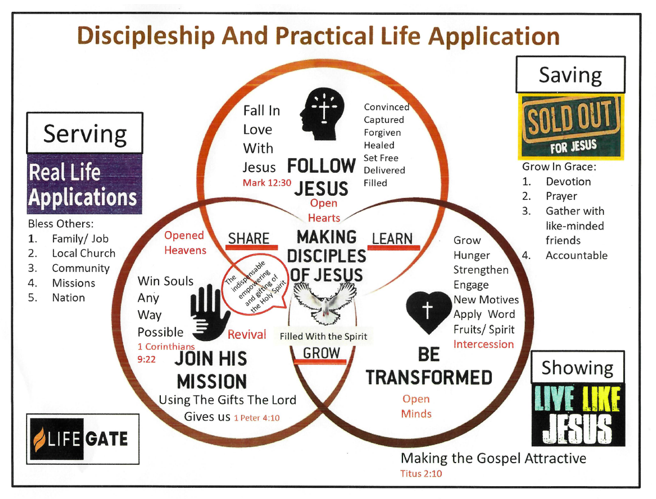 Discipleship And Practical Life Application
Saving
SOLD OUT
FOR JESUS
Grow In Grace:
1. Devotion
2. Prayer
3. Gather with
like-minded
friends
4. Accountable
Serving
Real Life
Applications
Bless Others:
1. Family/ Job
2. Local Church
3. Community
4. Missions
5. Nation
Fall In
Love
With
Jesus
Mark 12:30
Convinced
Captured
Forgiven
Healed
Set Free
Delivered
Filled
FOLLOW
JESUS
Open
Hearts
Opened
Heavens
SHARE
MAKING
DISCIPLES
OF JESUS
LEARN
The
indispensable
empowering
and gifting of
the Holy Spirit
Filled With the Spirit
GROW
Win Souls
Any
Way
Possible
1 Corinthians
9:22
Revival
JOIN HIS
MISSION
Using The Gifts The Lord
Gives us 1 Peter 4:10
Grow
Hunger
Strengthen
Engage
New Motives
Apply Word
Fruits/ Spirit
Intercession
BE
TRANSFORMED
Open
Minds
Showing
LIVE LIKE
JESUS
Making the Gospel Attractive
Titus 2:10
LIFE GATE